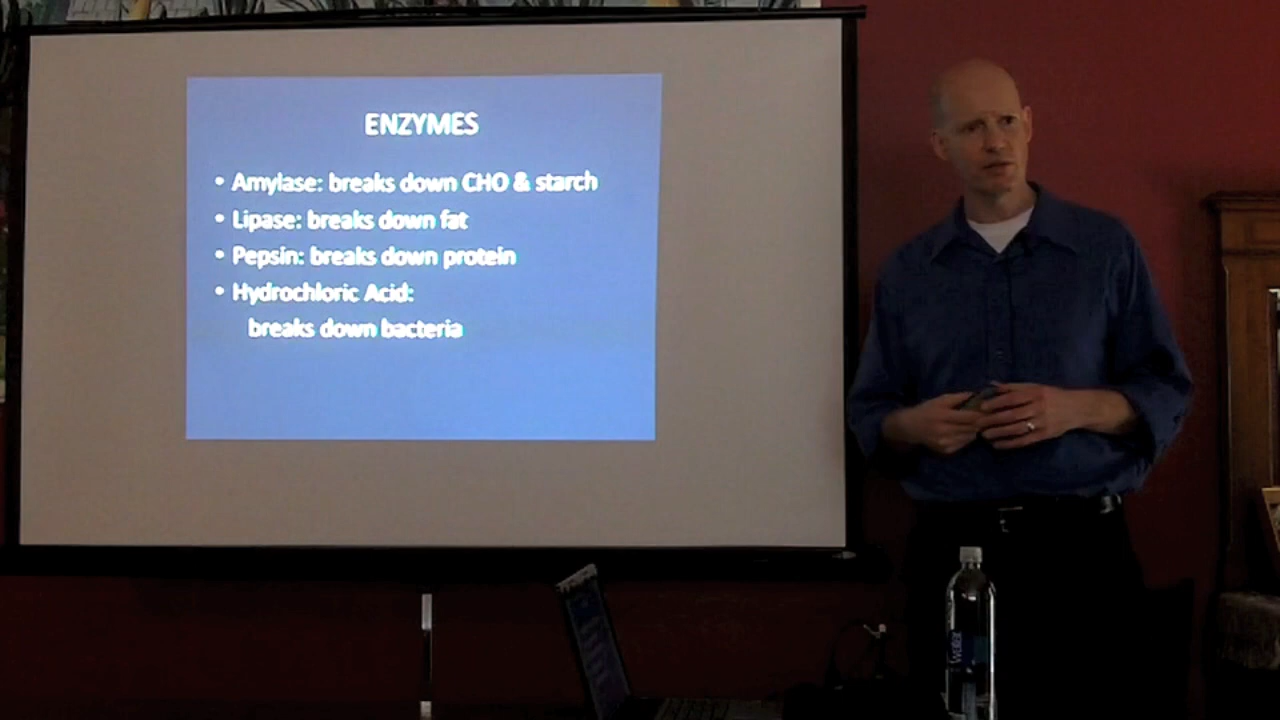 ENZYMES
• Amylase: breaks down CHO & starch
• Lipase: breaks down fat
• Pepsin: breaks down protein
• Hydrochloric Acid:
breaks down bacteria